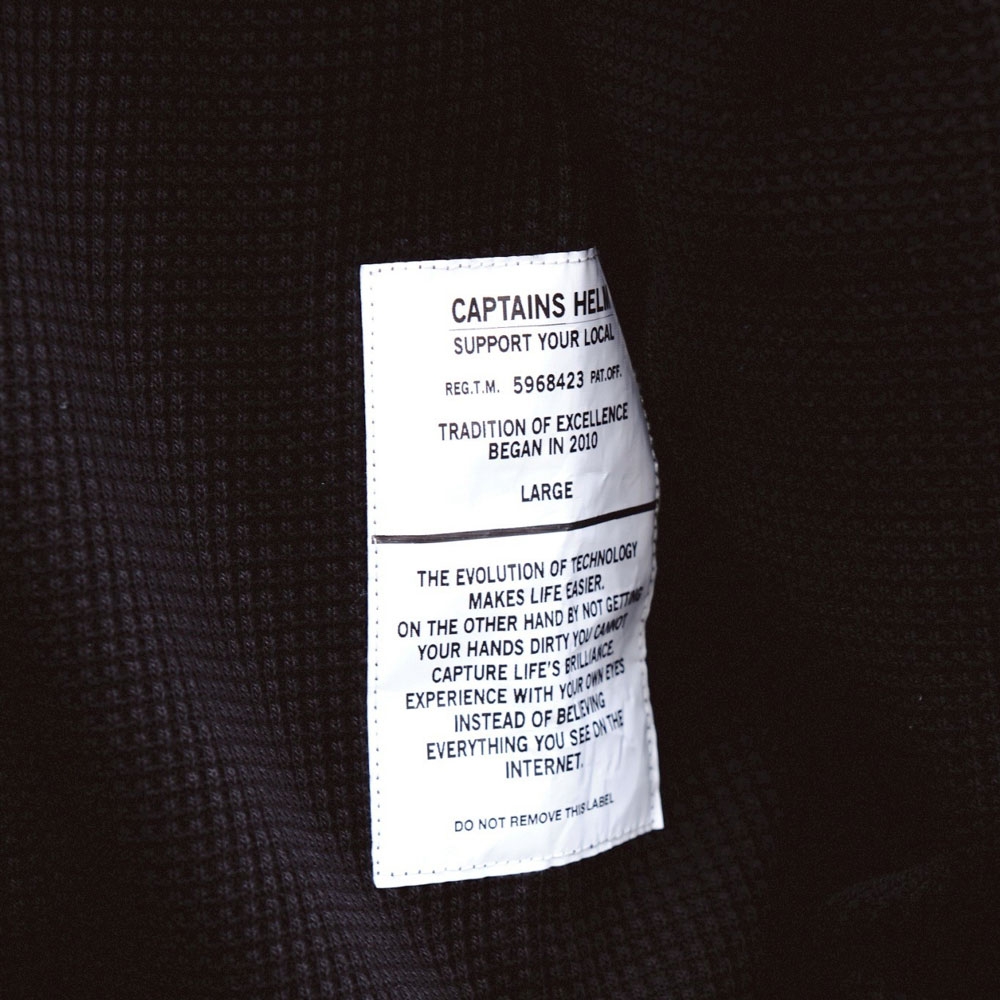 CAPTAINS HELM
SUPPORT YOUR LOCAL
REG.T.M. 5968423 PAT.OFF.
TRADITION OF EXCELLENCE
BEGAN IN 2010
LARGE
THE EVOLUTION OF TECHNOLOGY
MAKES LIFE EASIER.
ON THE OTHER HAND BY NOT GETTING
YOUR HANDS DIRTY YOU CANNOT
CAPTURE LIFE'S BRILLIANCE
EXPERIENCE WITH YOUR OWN EYES
INSTEAD OF BELIEVING
EVERYTHING YOU SEE ON THE
INTERNET.
DO NOT REMOVE THIS LABEL